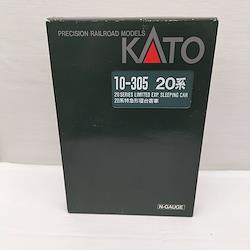 PRECISION RAILROAD MODELS
KATO
10-305 20系
20 SERIES LIMITED EXP. SLEEPING CAR
20系特急形寝台客車
N-GAUGE